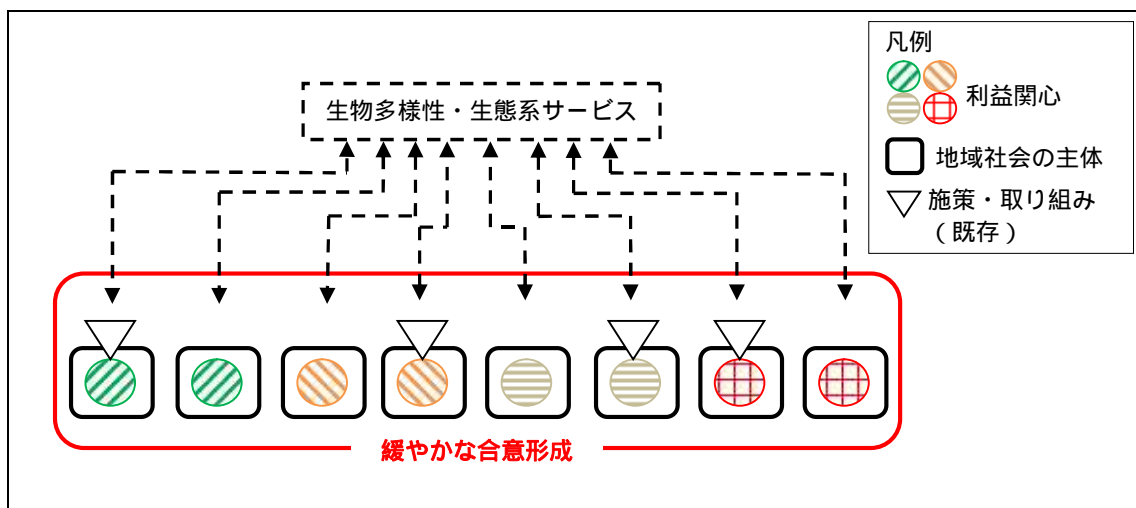 凡例
利益関心
地域社会の主体
施策・取り組み
(既存)
生物多様性・生態系サービス
緩やかな合意形成